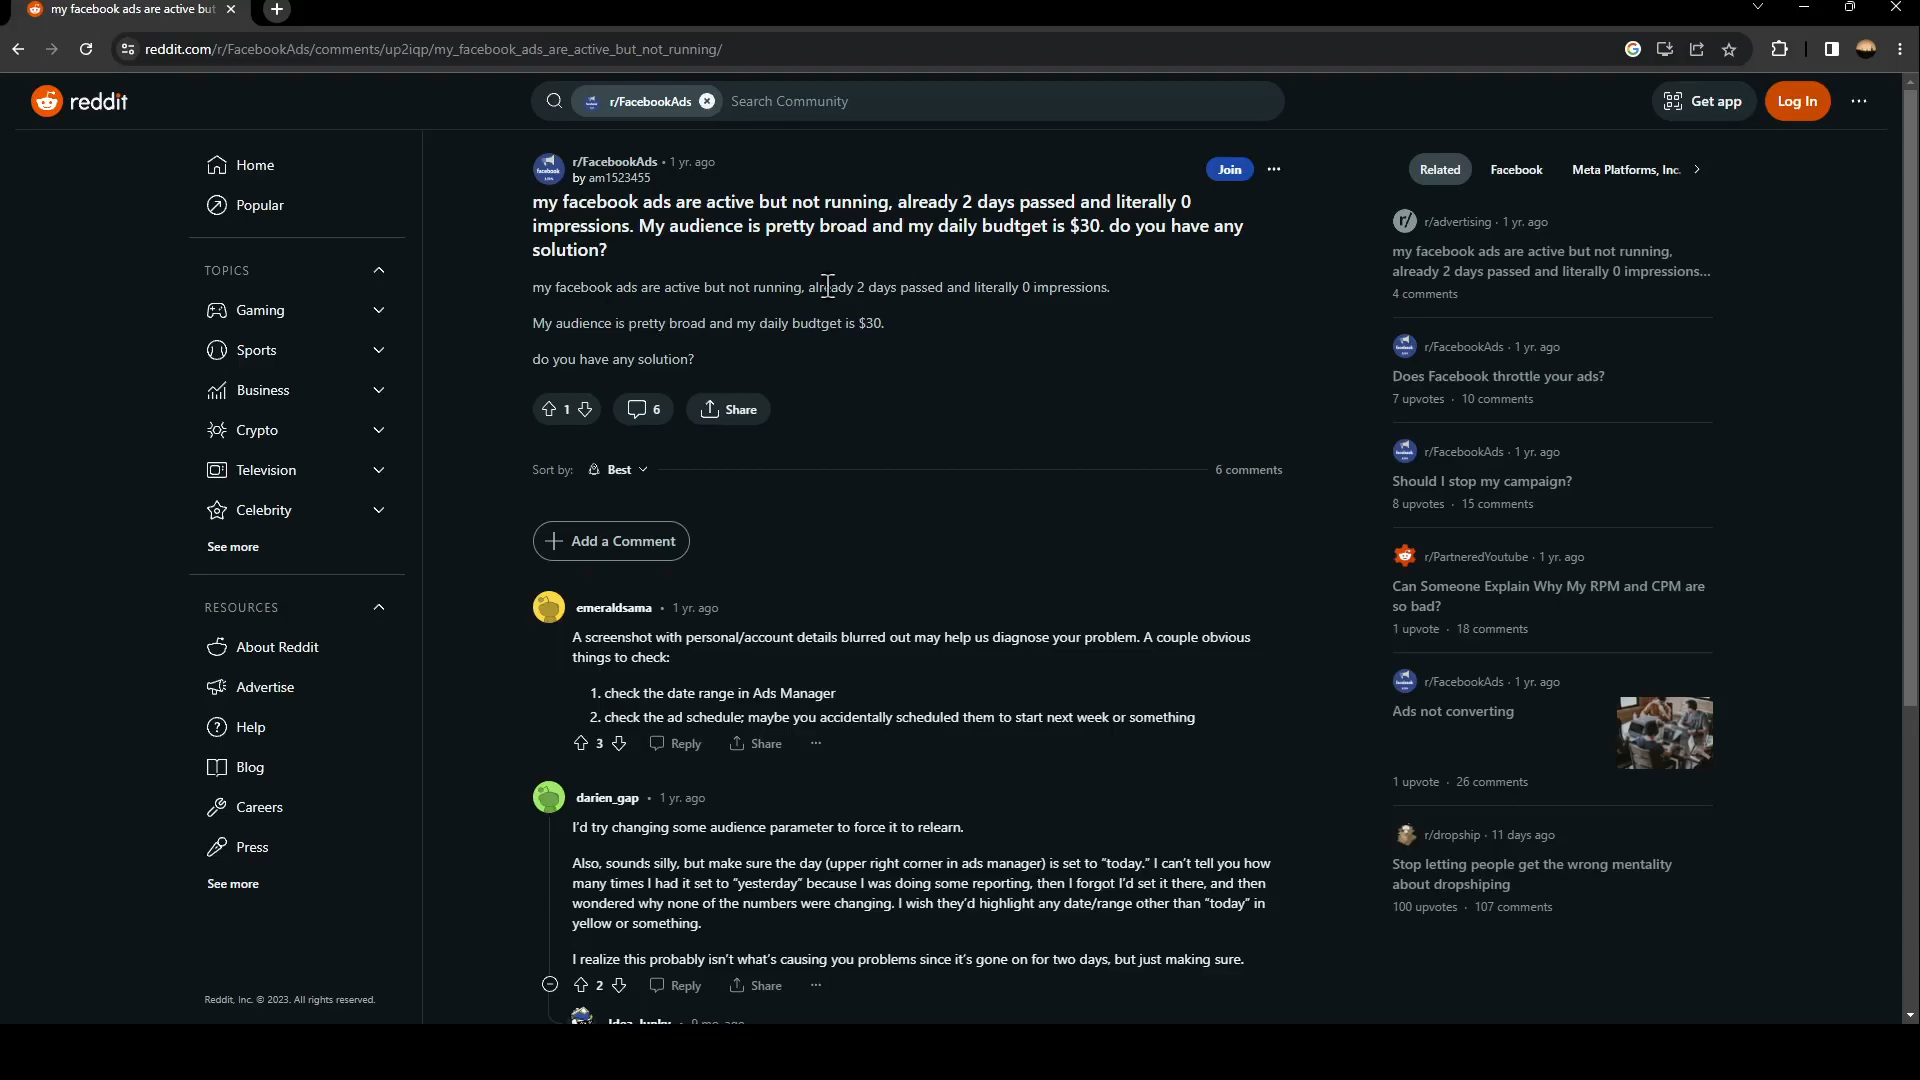 my facebook ads are active but
reddit.com/r/FacebookAds/comments/up2iqp/my_facebook_ads_are_active_but_not_running/
reddit
r/FacebookAds
Search Community
Get app
Log In
Home
Popular
TOPICS
Gaming
Sports
Business
Crypto
Television
Celebrity
See more
RESOURCES
About Reddit
Advertise
Help
Blog
Careers
Press
See more
Reddit, Inc. © 2023. All rights reserved.
r/FacebookAds • 1 yr. ago
by am1523455
Join
my facebook ads are active but not running, already 2 days passed and literally 0
impressions. My audience is pretty broad and my daily budtget is $30. do you have any
solution?
my facebook ads are active but not running, already 2 days passed and literally 0 impressions.
My audience is pretty broad and my daily budtget is $30.
do you have any solution?
1
6
Share
Sort by:
Best
6 comments
Add a Comment
emeraldsama • 1 yr. ago
A screenshot with personal/account details blurred out may help us diagnose your problem. A couple obvious
things to check:
1. check the date range in Ads Manager
2. check the ad schedule; maybe you accidentally scheduled them to start next week or something
3
Reply
Share
darien_gap • 1 yr. ago
I'd try changing some audience parameter to force it to relearn.
Also, sounds silly, but make sure the day (upper right corner in ads manager) is set to "today." I can't tell you how
many times I had it set to "yesterday" because I was doing some reporting, then I forgot I'd set it there, and then
wondered why none of the numbers were changing. I wish they'd highlight any date/range other than "today" in
yellow or something.
I realize this probably isn't what's causing you problems since it's gone on for two days, but just making sure.
2
Reply
Share
Related
Facebook
Meta Platforms, Inc.
r/advertising · 1 yr. ago
my facebook ads are active but not running,
already 2 days passed and literally 0 impressions...
4 comments
r/FacebookAds · 1 yr. ago
Does Facebook throttle your ads?
7 upvotes · 10 comments
r/FacebookAds · 1 yr. ago
Should I stop my campaign?
8 upvotes · 15 comments
r/PartneredYoutube · 1 yr. ago
Can Someone Explain Why My RPM and CPM are
so bad?
1 upvote · 18 comments
r/FacebookAds · 1 yr. ago
Ads not converting
1 upvote · 26 comments
r/dropship · 11 days ago
Stop letting people get the wrong mentality
about dropshiping
100 upvotes · 107 comments